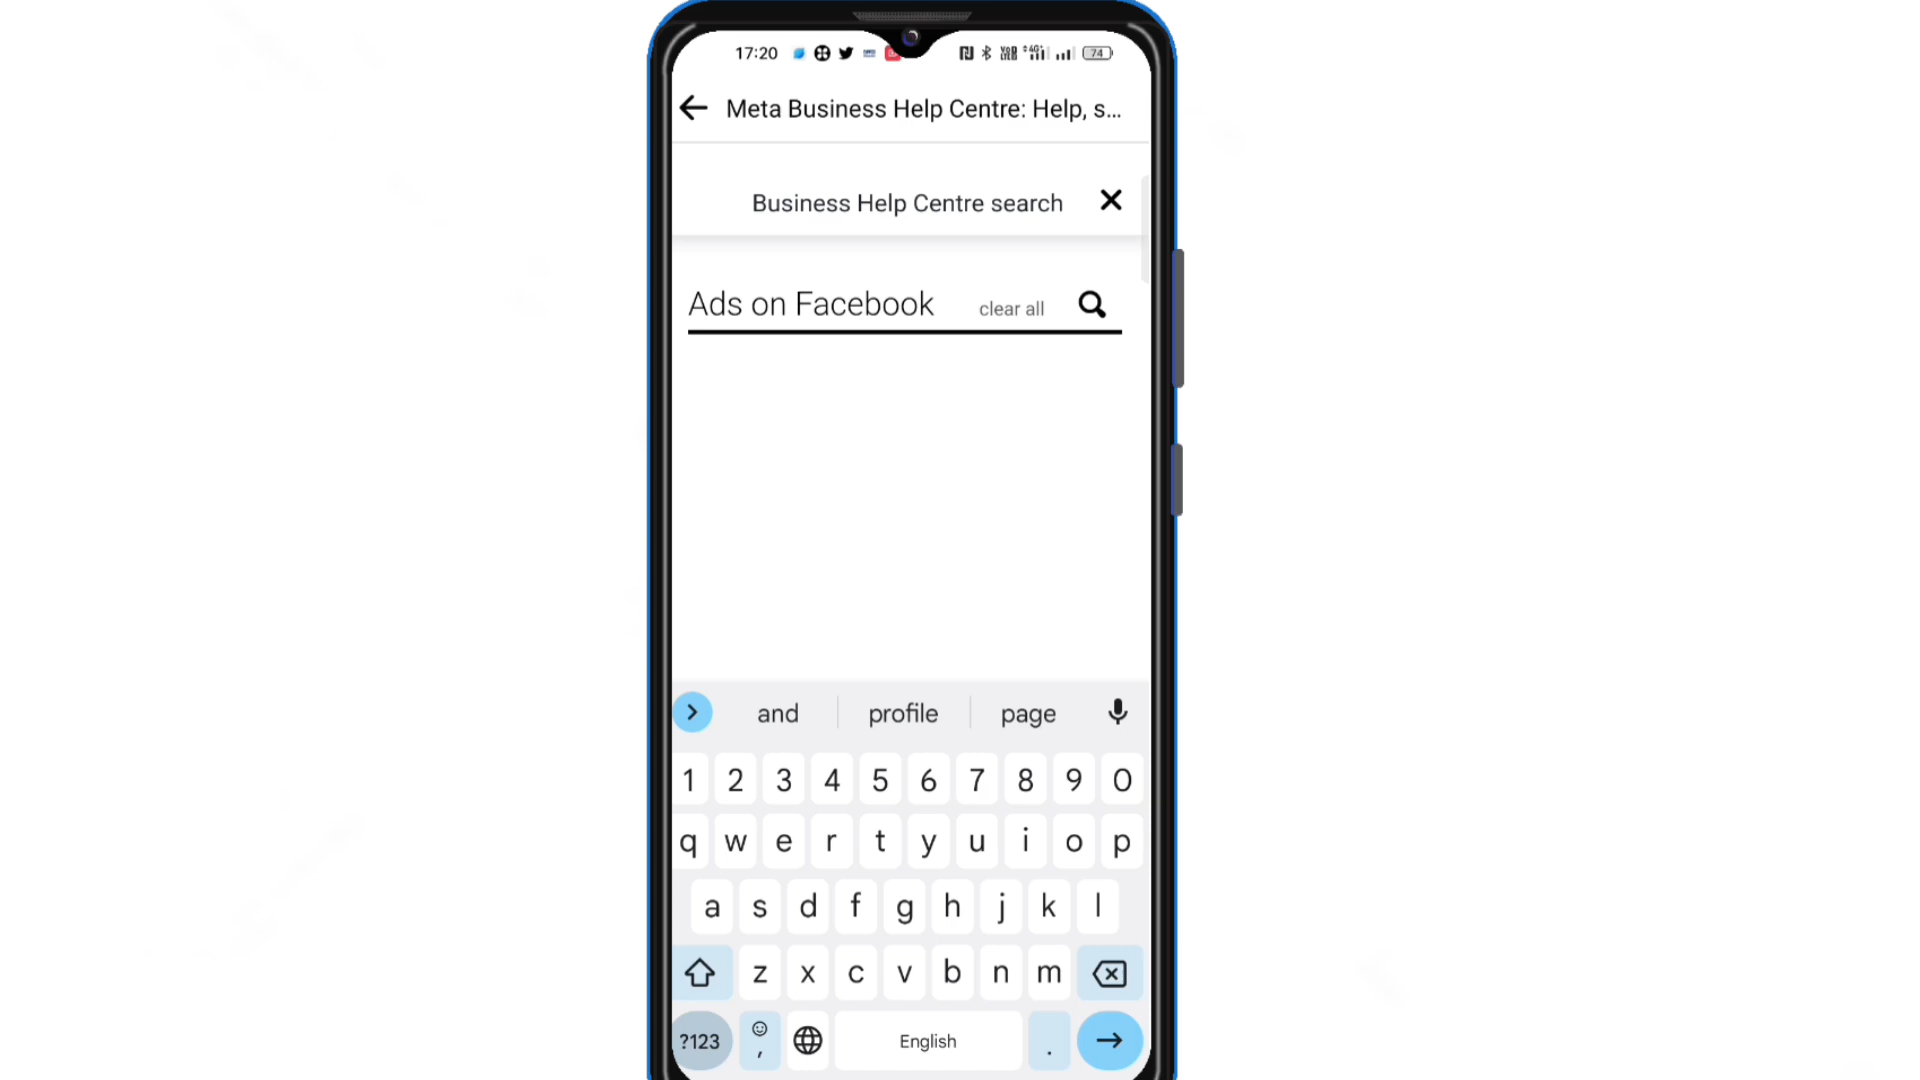 17:20
74
Meta Business Help Centre: Help, s...
Business Help Centre search
Ads on Facebook
clear all
and profile page
1 2 3 4 5 6 7 8 9 0
q w e r t y u i o p
a s d f g h j k l
z x c v b n m
?123 , English .